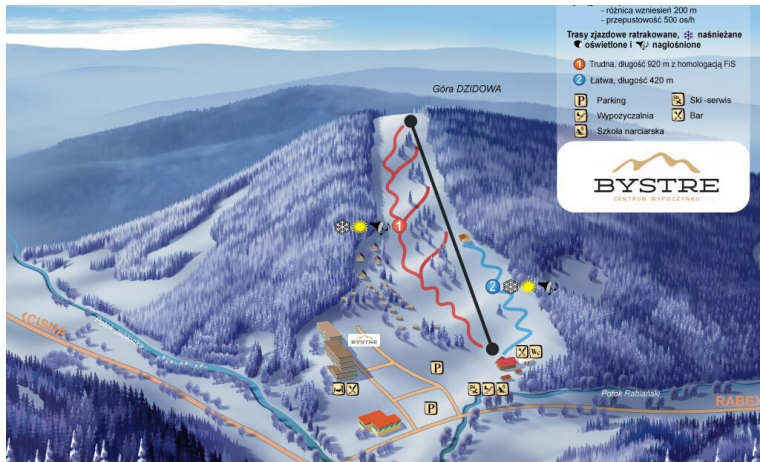 - różnica wzniesień 200 m
- przepustowość 500 os/h
Trasy zjazdowe ratrakowane, naśnieżane
oświetlone i nagłośnione
1 Trudna, długość 920 m z homologacją FiS
2 Łatwa, długość 420 m
P Parking
Ski -serwis
Wypożyczalnia
Bar
Szkoła narciarska
BYSTRE
CENTRUM WYPOCZYNKU
Góra DZIDOWA
1
2
CISNA
BYSTRE
P
P
WC
Potok Rabiański
RABE